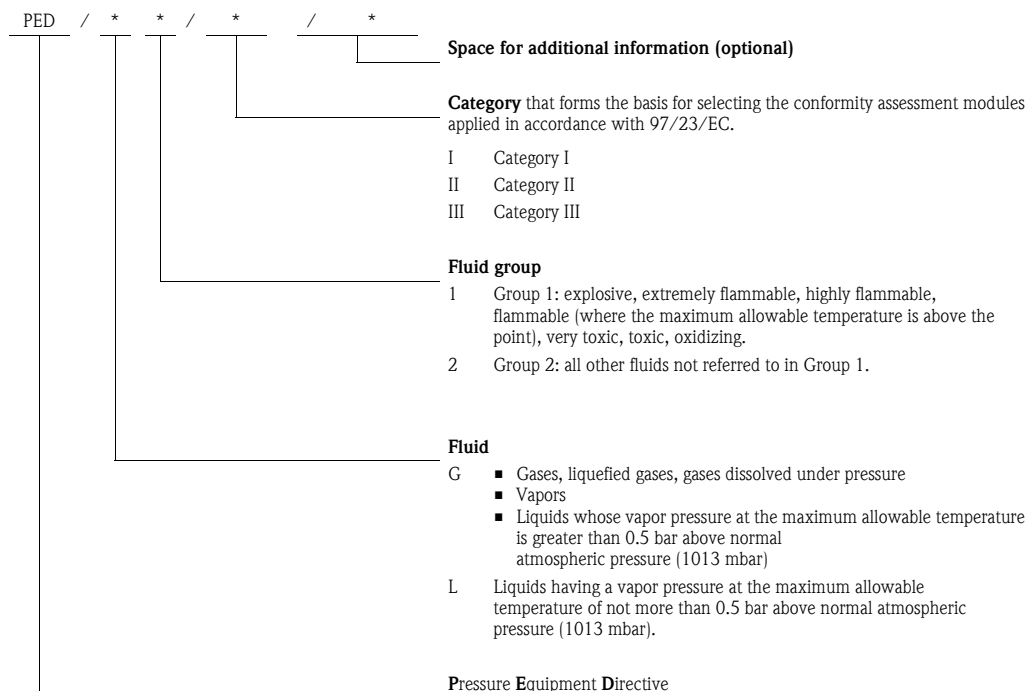 PED / * * / * / *
Space for additional information (optional)
Category that forms the basis for selecting the conformity assessment modules
applied in accordance with 97/23/EC.
I Category I
II Category II
III Category III
Fluid group
1 Group 1: explosive, extremely flammable, highly flammable,
flammable (where the maximum allowable temperature is above the
point), very toxic, toxic, oxidizing.
2 Group 2: all other fluids not referred to in Group 1.
Fluid
G ■ Gases, liquefied gases, gases dissolved under pressure
■ Vapors
■ Liquids whose vapor pressure at the maximum allowable temperature
is greater than 0.5 bar above normal
atmospheric pressure (1013 mbar)
L Liquids having a vapor pressure at the maximum allowable
temperature of not more than 0.5 bar above normal atmospheric
pressure (1013 mbar).
Pressure Equipment Directive